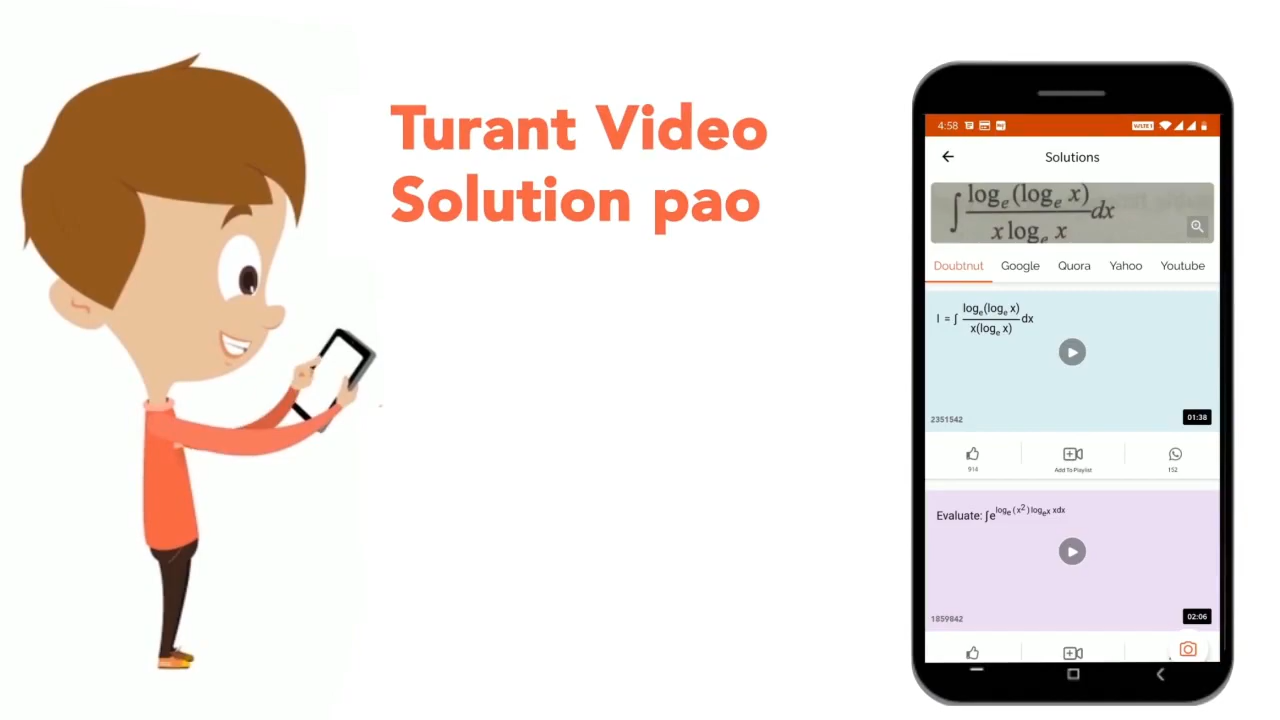 Turant Video
Solution pao
4:58
VoLTE1
Solutions
∫ logₑ(logₑ x) / x logₑ x dx
Doubtnut Google Quora Yahoo Youtube
I = ∫ logₑ(logₑ x) / x(logₑ x) dx
2351542 01:38
914 Add To Playlist 152
Evaluate: ∫e^logₑ(x²)logₑx xdx
1859842 02:06